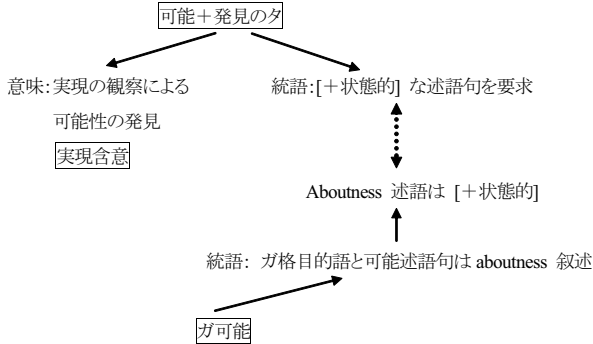 可能＋発見のタ
意味：実現の観察による
可能性の発見
実現含意
統語：[＋状態的] な述語句を要求
Aboutness 述語は [＋状態的]
統語： ガ格目的語と可能述語句は aboutness 叙述
ガ可能